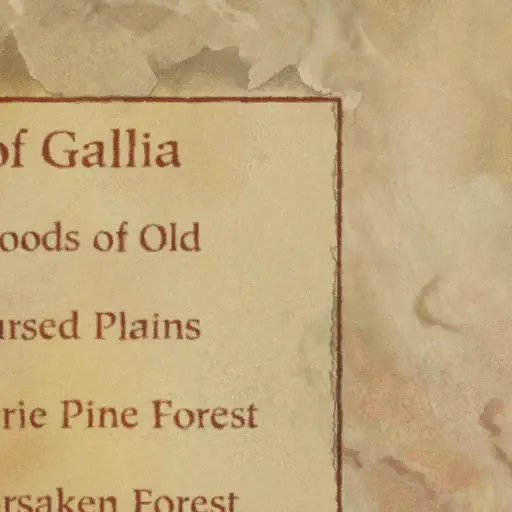 of Gallia
oods of Old
ursed Plains
rie Pine Forest
rsaken Forest